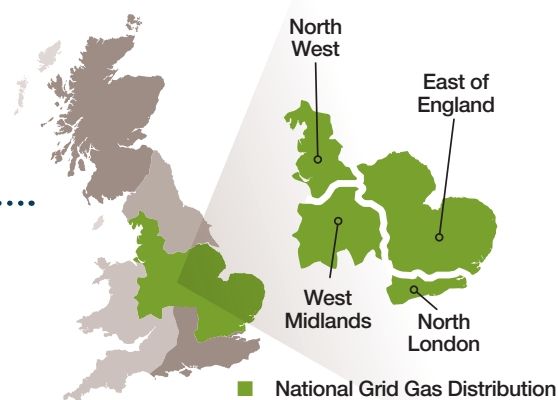 North
West
East of
England
West
Midlands
North
London
National Grid Gas Distribution